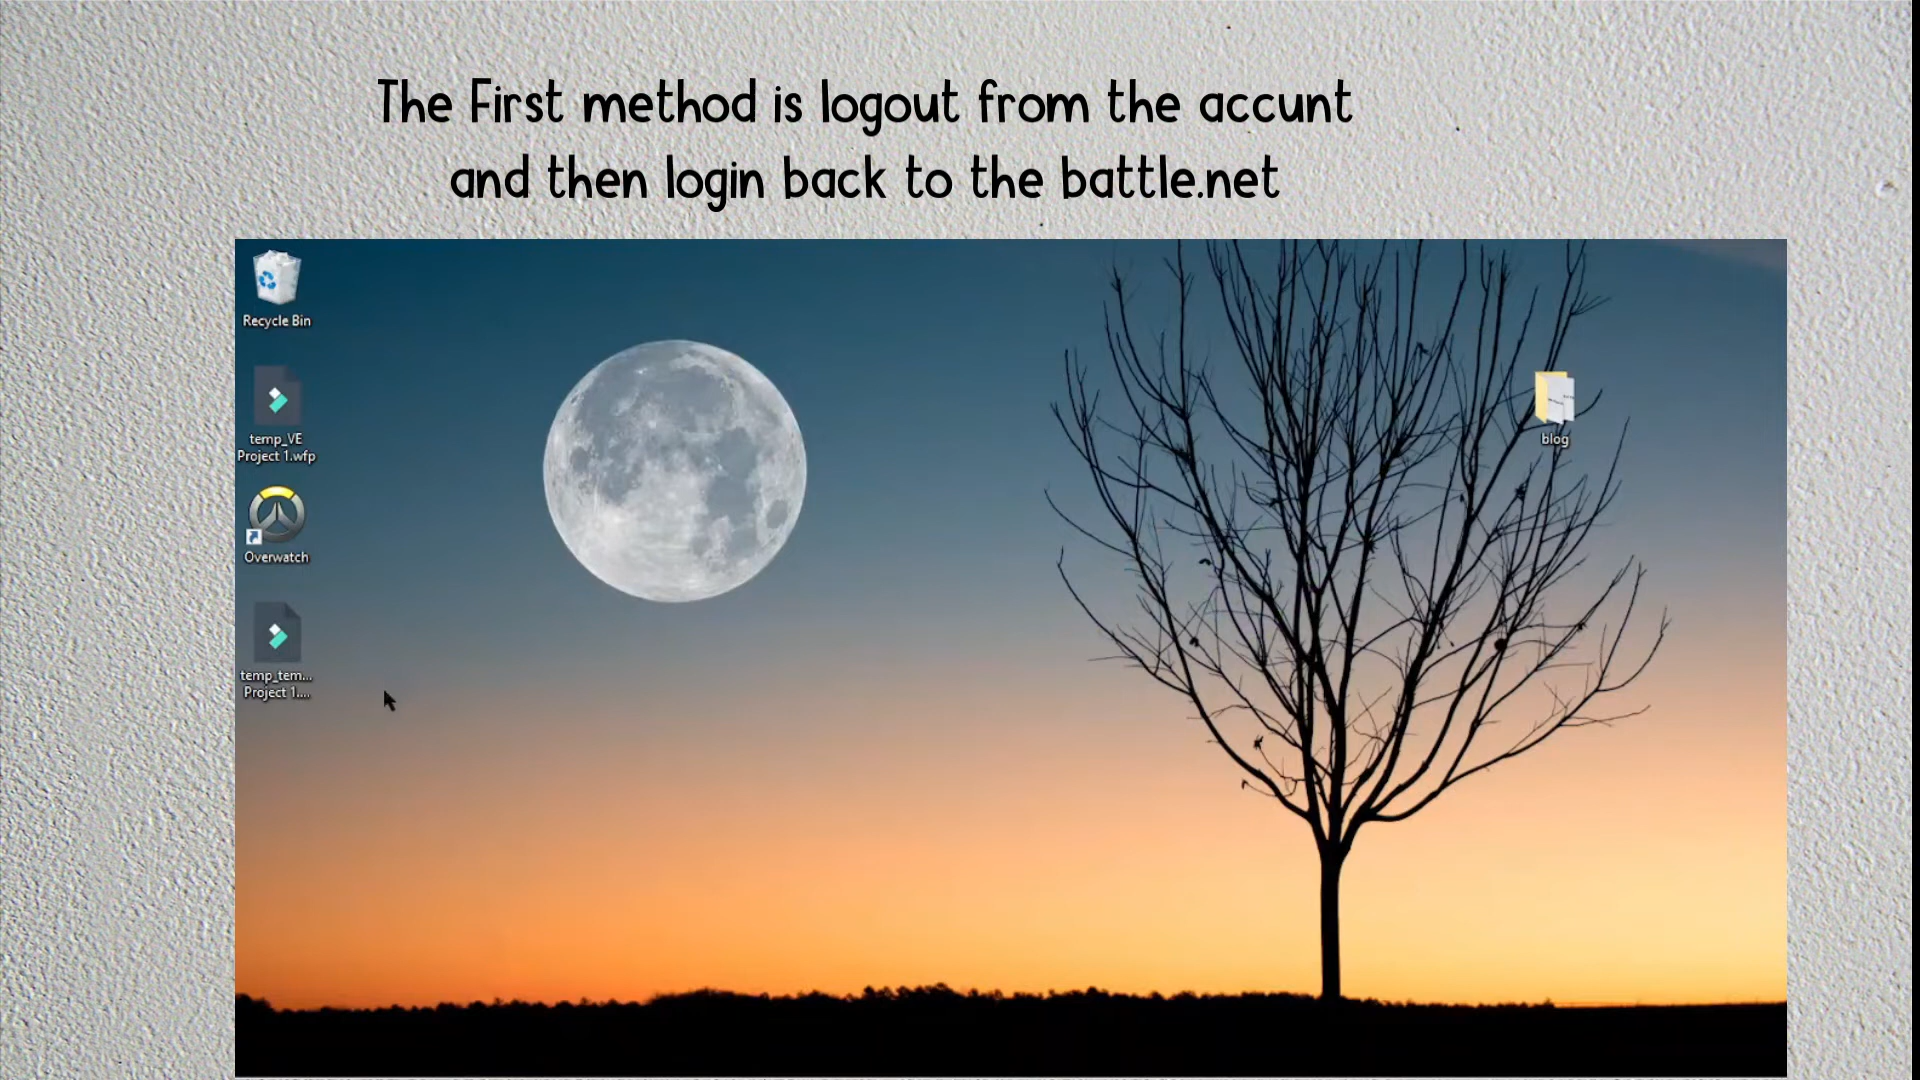 The First method is logout from the accunt
and then login back to the battle.net
Recycle Bin
temp_VE
Project 1.wfp
Overwatch
temp_tem...
Project 1....
blog